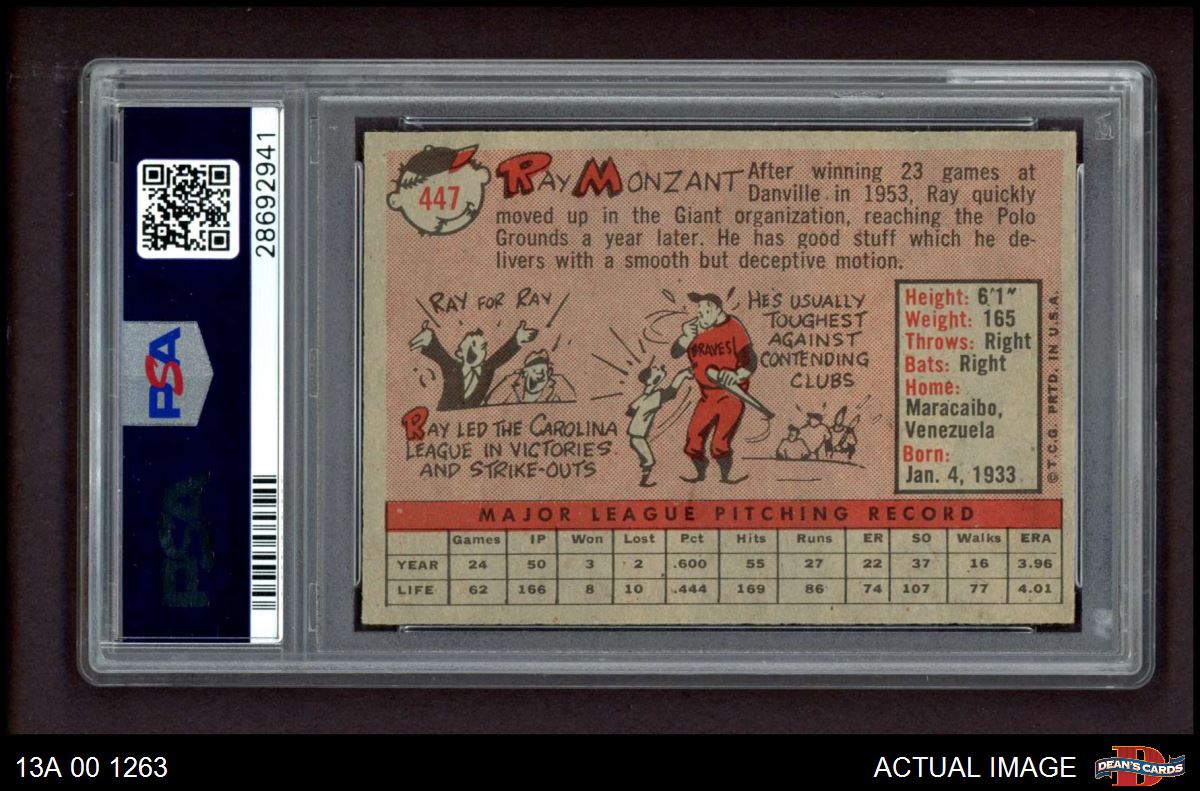 28692941
PSA
PSA
447
RAY MONZANT
After winning 23 games at
Danville in 1953, Ray quickly
moved up in the Giant organization, reaching the Polo
Grounds a year later. He has good stuff which he de-
livers with a smooth but deceptive motion.
RAY FOR RAY
RAY LED THE CAROLINA
LEAGUE IN VICTORIES
AND STRIKE-OUTS
BRAVES!
HE'S USUALLY
TOUGHEST
AGAINST
CONTENDING
CLUBS
Height: 6'1"
Weight: 165
Throws: Right
Bats: Right
Home:
Maracaibo,
Venezuela
Born:
Jan. 4, 1933
© T.C.G. PRTD. IN U.S.A.
MAJOR LEAGUE PITCHING RECORD
Games IP Won Lost Pct Hits Runs ER SO Walks ERA
YEAR 24 50 3 2 .600 55 27 22 37 16 3.96
LIFE 62 166 8 10 .444 169 86 74 107 77 4.01
13A 00 1263
ACTUAL IMAGE
D
DEAN'S CARDS